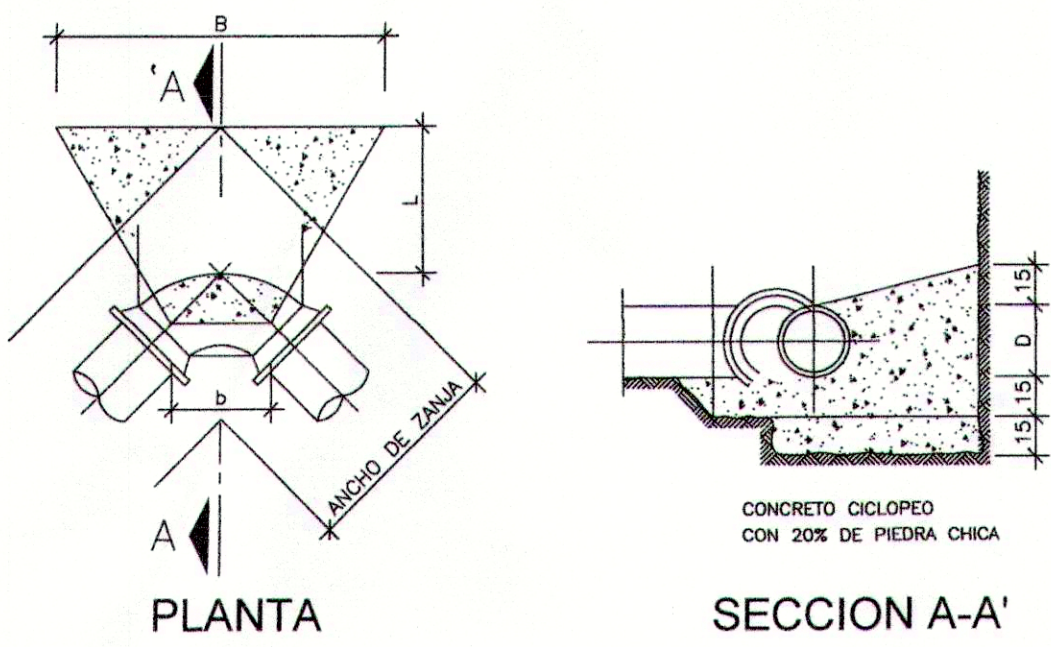 B
'A
L
b
ANCHO DE ZANJA
A
PLANTA
15
D
15
15
CONCRETO CICLOPEO
CON 20% DE PIEDRA CHICA
SECCION A-A'